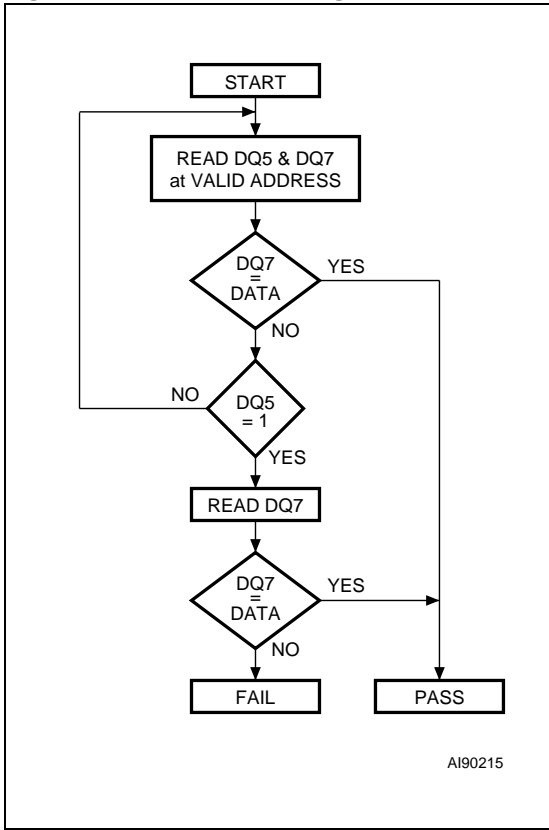 START
READ DQ5 & DQ7
at VALID ADDRESS
DQ7
=
DATA
YES
NO
DQ5
= 1
NO
YES
READ DQ7
DQ7
=
DATA
YES
NO
FAIL
PASS
AI90215